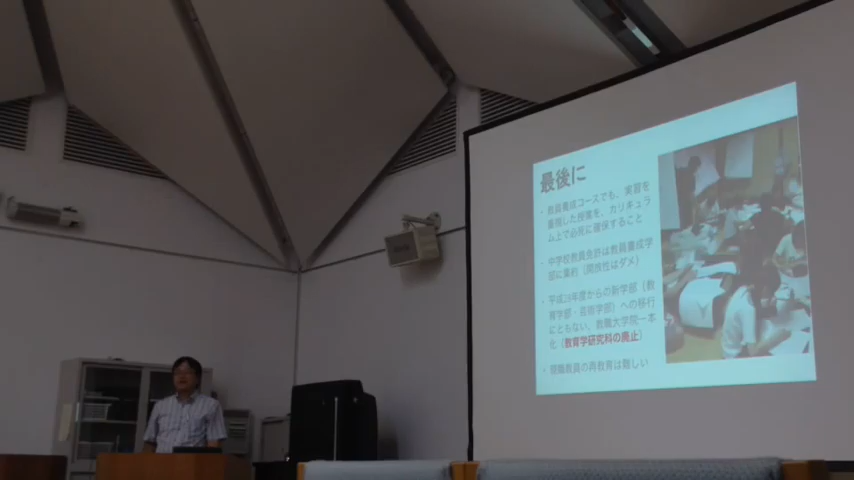 最後に
・教員養成コースでも、実習を
重視した授業を、カリキュラ
ム上で必死に確保すること
・中学校教員免許は教員養成学
部に集約（開放性はダメ）
・平成28年度からの新学部（教
育学部・芸術学部）への移行
にともない、教職大学院一本
化（教育学研究科の廃止）
・現職教員の再教育は難しい